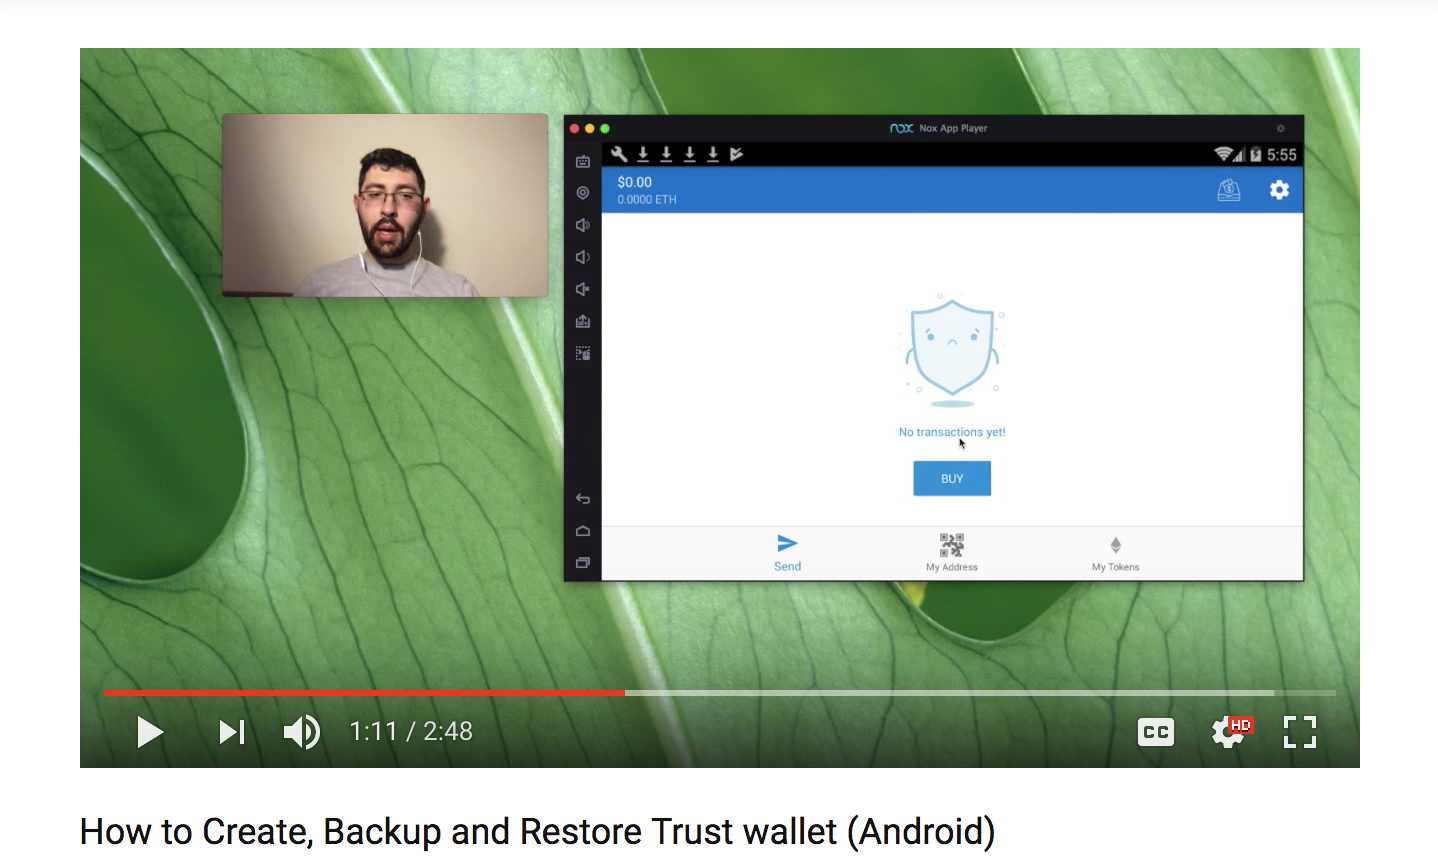 nox Nox App Player
5:55
$0.00
0.0000 ETH
No transactions yet!
BUY
Send
My Address
My Tokens
1:11 / 2:48
CC
HD
How to Create, Backup and Restore Trust wallet (Android)